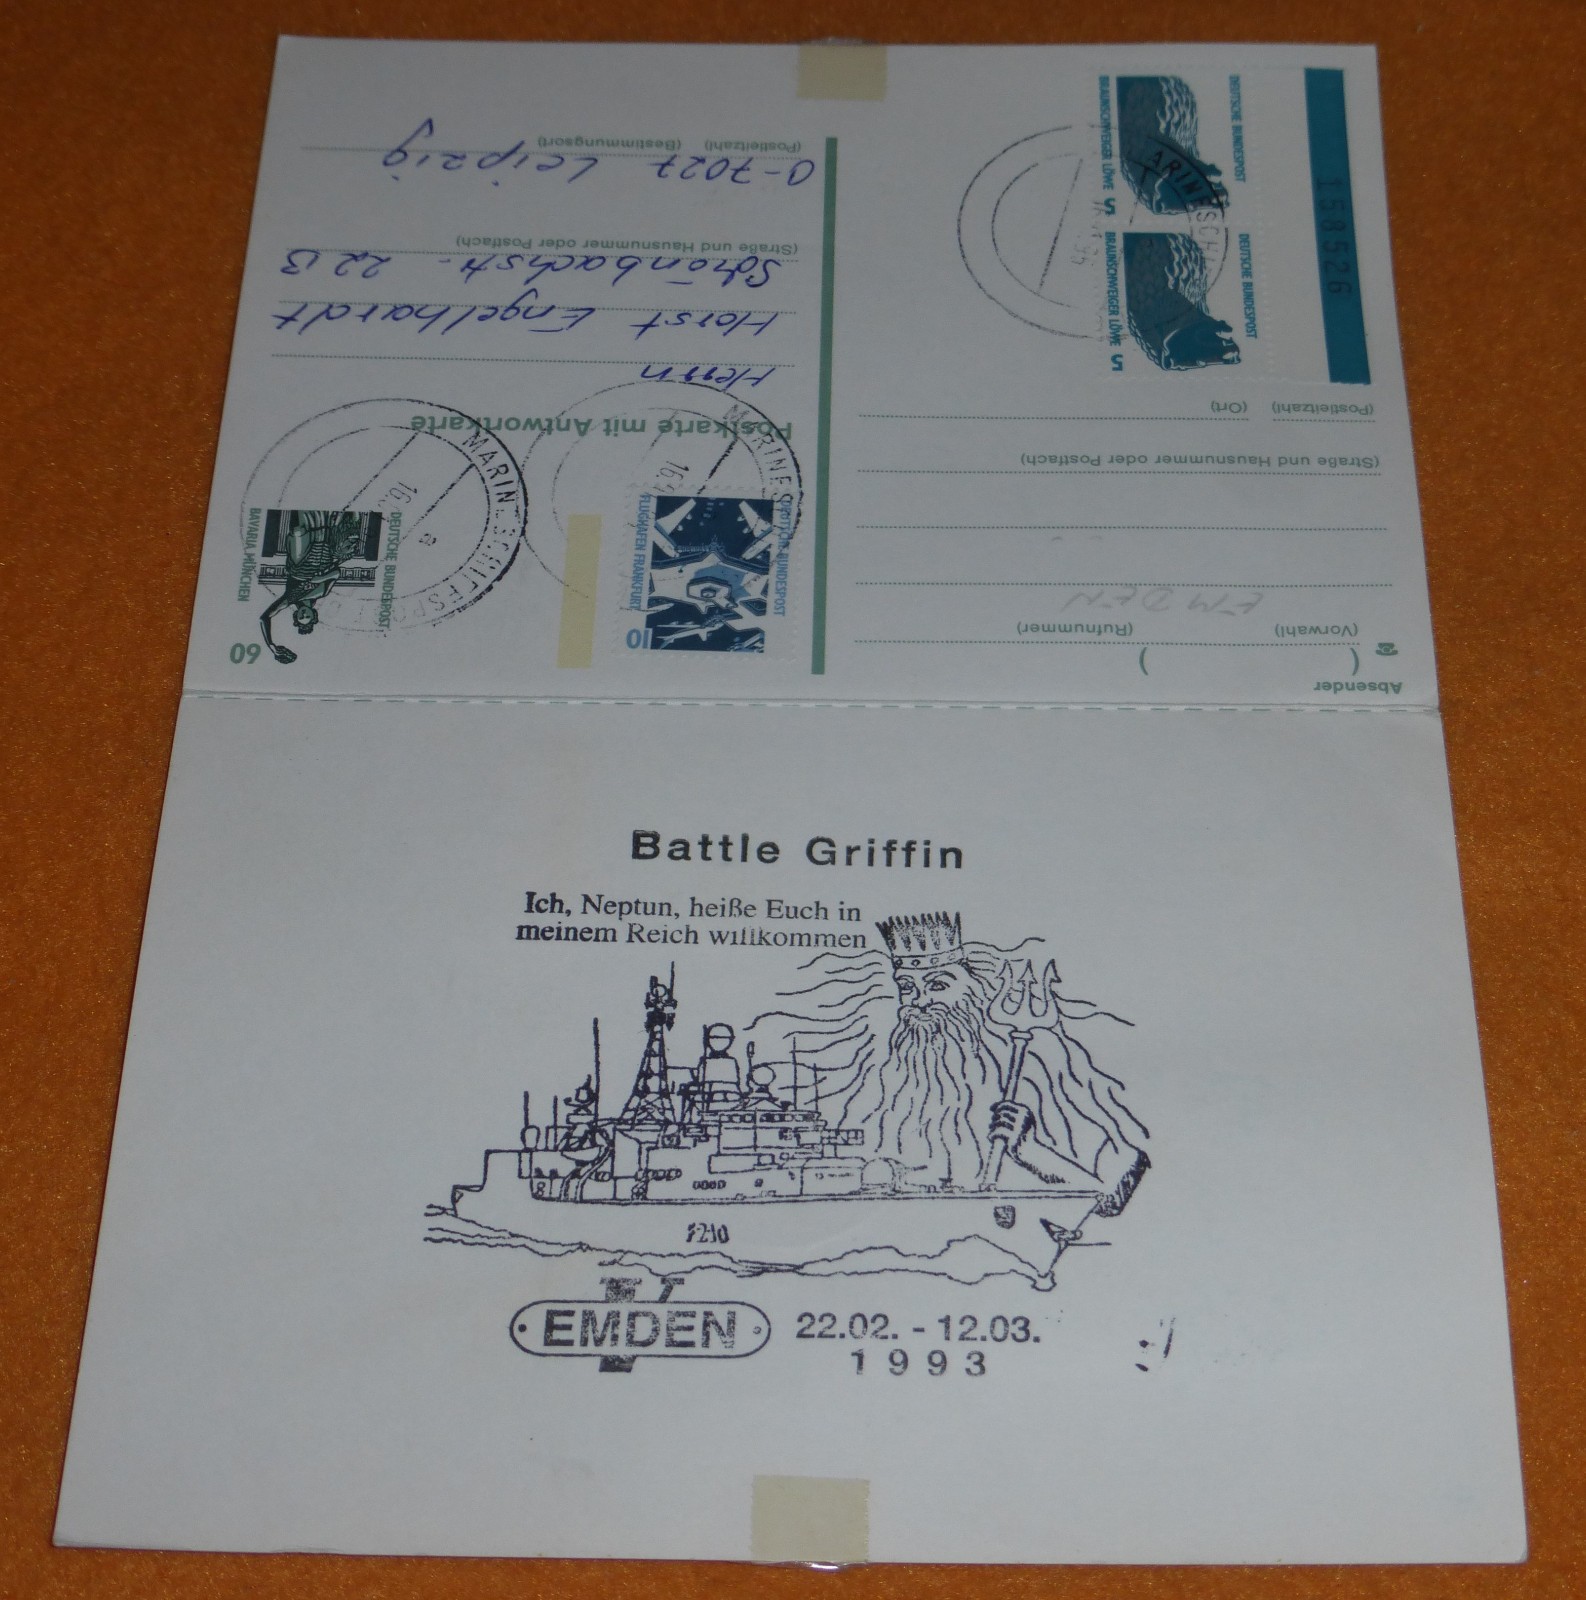 Battle Griffin
Ich, Neptun, heiße Euch in
meinem Reich willkommen
F210
EMDEN
22.02. - 12.03.
1993
Absender
(Vorwahl) (Rufnummer)
EMDEN
(Straße und Hausnummer oder Postfach)
(Postleitzahl) (Ort)
DEUTSCHE BUNDESPOST
BRAUNSCHWEIGER LÖWE 5
DEUTSCHE BUNDESPOST
BRAUNSCHWEIGER LÖWE 5
1585526
10
DEUTSCHE BUNDESPOST
FLUGHAFEN FRANKFURT
60
DEUTSCHE BUNDESPOST
BAVARIA MÜNCHEN
MARINESCHIFFSPOST
a
Postkarte mit Antwortkarte
Herrn
Horst Engelhardt
Schönbachstr. 22 B
(Straße und Hausnummer oder Postfach)
O-7027 Leipzig
(Postleitzahl) (Bestimmungsort)